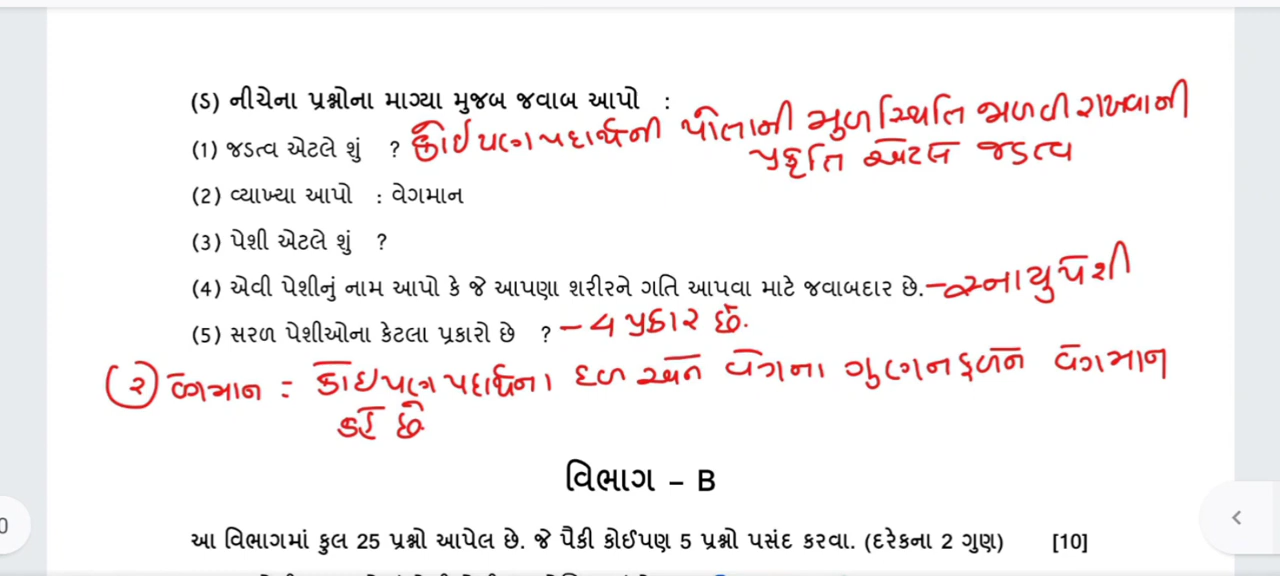 (5) નીચેના પ્રશ્નોના માગ્યા મુજબ જવાબ આપો :
(1) જડત્વ એટલે શું ? કોઈપણ પદાર્થની પોતાની મુળ સ્થિતિ જાળવી રાખવાની
પ્રકૃતિ એટલે જડત્વ
(2) વ્યાખ્યા આપો : વેગમાન
(3) પેશી એટલે શું ?
(4) એવી પેશીનું નામ આપો કે જે આપણા શરીરને ગતિ આપવા માટે જવાબદાર છે. – સ્નાયુપેશી
(5) સરળ પેશીઓના કેટલા પ્રકારો છે ? – 4 પ્રકાર છે.
(૨) વેગમાન = કોઇપણ પદાર્થના દળ અને વેગના ગુણનફળને વેગમાન
કહે છે
વિભાગ – B
આ વિભાગમાં કુલ 25 પ્રશ્નો આપેલ છે. જે પૈકી કોઈપણ 5 પ્રશ્નો પસંદ કરવા. (દરેકના 2 ગુણ) [10]